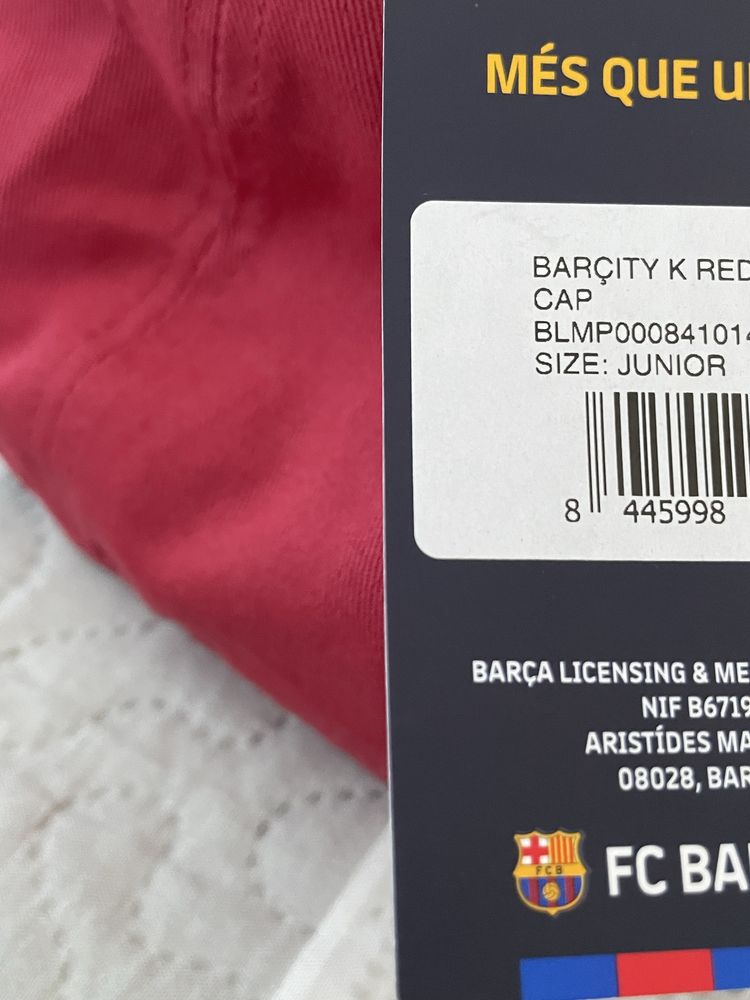 MÉS QUE U
BARÇITY K RED
CAP
BLMP000841014
SIZE: JUNIOR
8 445998
BARÇA LICENSING & ME
NIF B6719
ARISTÍDES MA
08028, BAR
FCB
FC BA